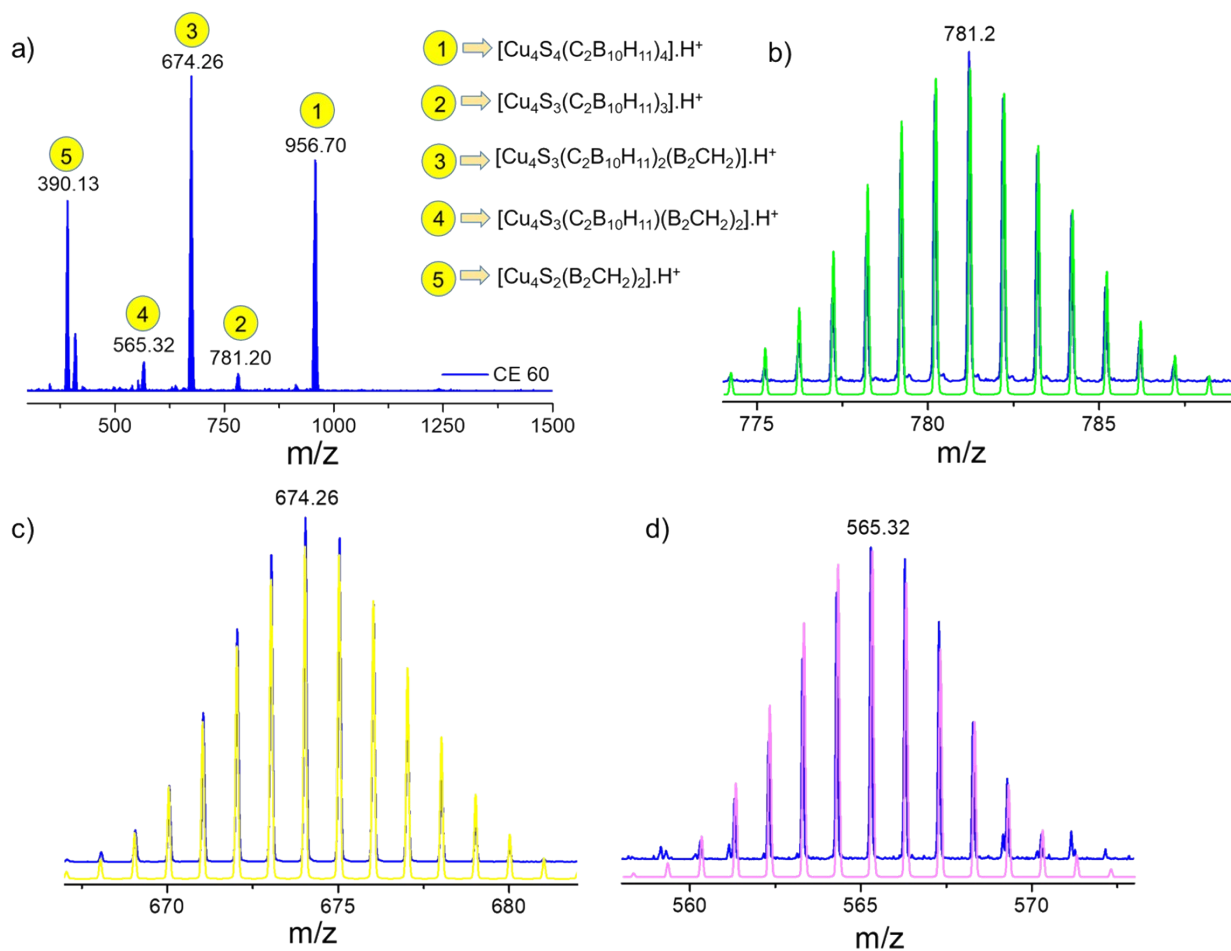 a)
3
674.26
1
956.70
5
390.13
4
565.32
2
781.20
CE 60
500 750 1000 1250 1500
m/z
1 [Cu₄S₄(C₂B₁₀H₁₁)₄].H⁺
2 [Cu₄S₃(C₂B₁₀H₁₁)₃].H⁺
3 [Cu₄S₃(C₂B₁₀H₁₁)₂(B₂CH₂)].H⁺
4 [Cu₄S₃(C₂B₁₀H₁₁)(B₂CH₂)₂].H⁺
5 [Cu₄S₂(B₂CH₂)₂].H⁺
b)
781.2
775 780 785
m/z
c)
674.26
670 675 680
m/z
d)
565.32
560 565 570
m/z